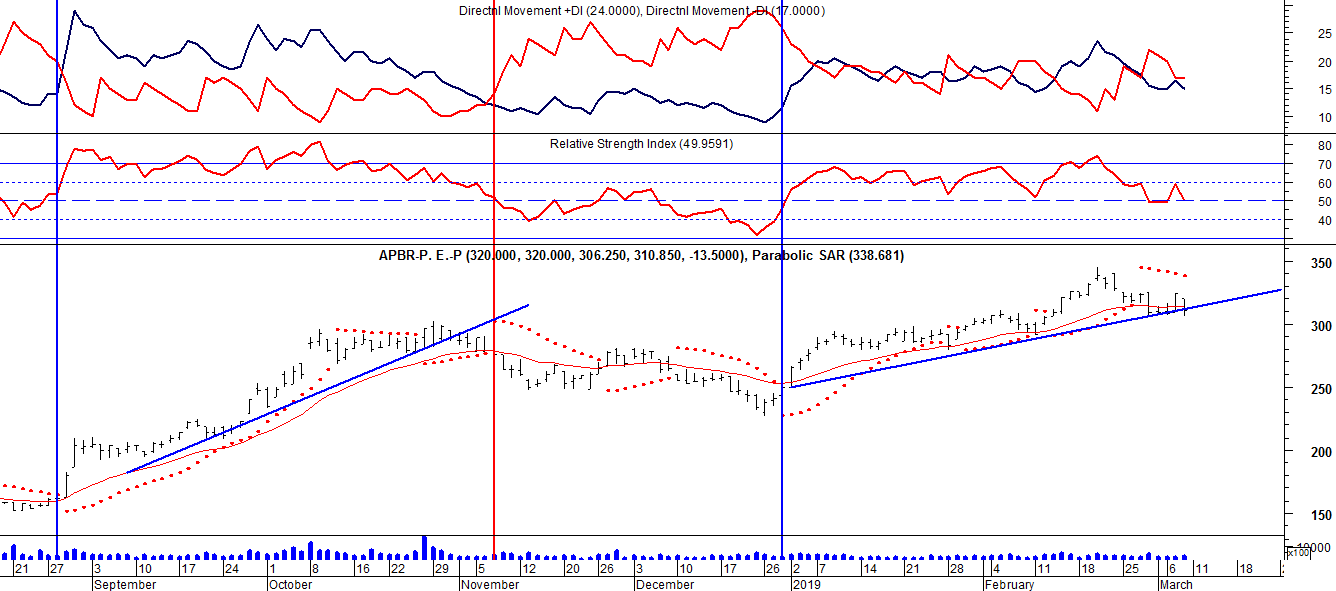 Directnl Movement +DI (24.0000), Directnl Movement -DI (17.0000)
25
20
15
10
Relative Strength Index (49.9591)
80
70
60
50
40
APBR-P. E.-P (320.000, 320.000, 306.250, 310.850, -13.5000), Parabolic SAR (338.681)
350
300
250
200
150
10000
x100
21 27 3 10 17 24 1 8 16 22 29 5 12 20 26 3 10 17 26 2 7 14 21 28 4 11 18 25 6 11 18
September October November December 2019 February March